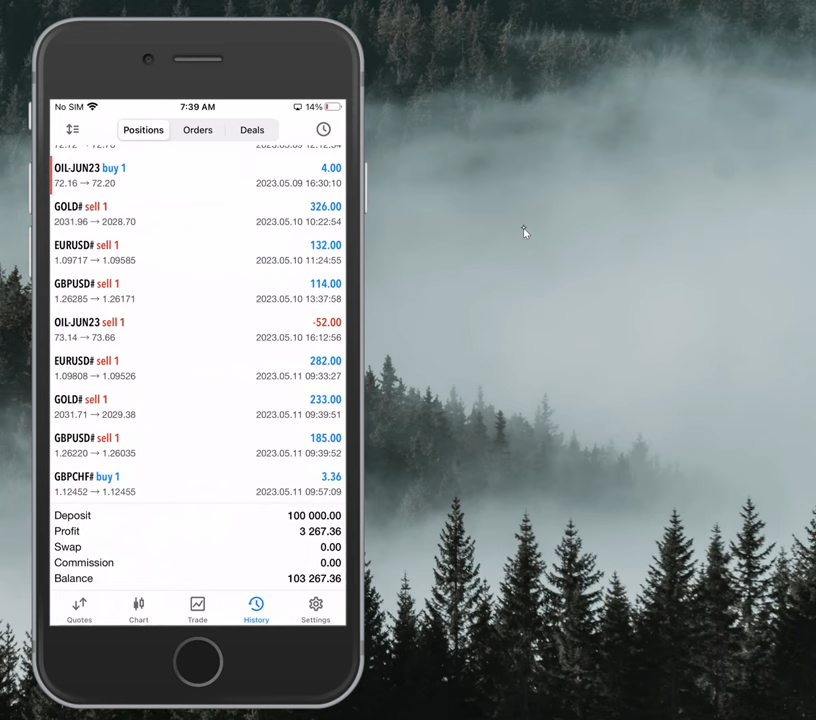 No SIM 7:39 AM 14%
Positions Orders Deals
OIL-JUN23 buy 1 4.00
72.16 → 72.20 2023.05.09 16:30:10
GOLD# sell 1 326.00
2031.96 → 2028.70 2023.05.10 10:22:54
EURUSD# sell 1 132.00
1.09717 → 1.09585 2023.05.10 11:24:55
GBPUSD# sell 1 114.00
1.26285 → 1.26171 2023.05.10 13:37:58
OIL-JUN23 sell 1 -52.00
73.14 → 73.66 2023.05.10 16:12:56
EURUSD# sell 1 282.00
1.09808 → 1.09526 2023.05.11 09:33:27
GOLD# sell 1 233.00
2031.71 → 2029.38 2023.05.11 09:39:51
GBPUSD# sell 1 185.00
1.26220 → 1.26035 2023.05.11 09:39:52
GBPCHF# buy 1 3.36
1.12452 → 1.12455 2023.05.11 09:57:09
Deposit 100 000.00
Profit 3 267.36
Swap 0.00
Commission 0.00
Balance 103 267.36
Quotes Chart Trade History Settings